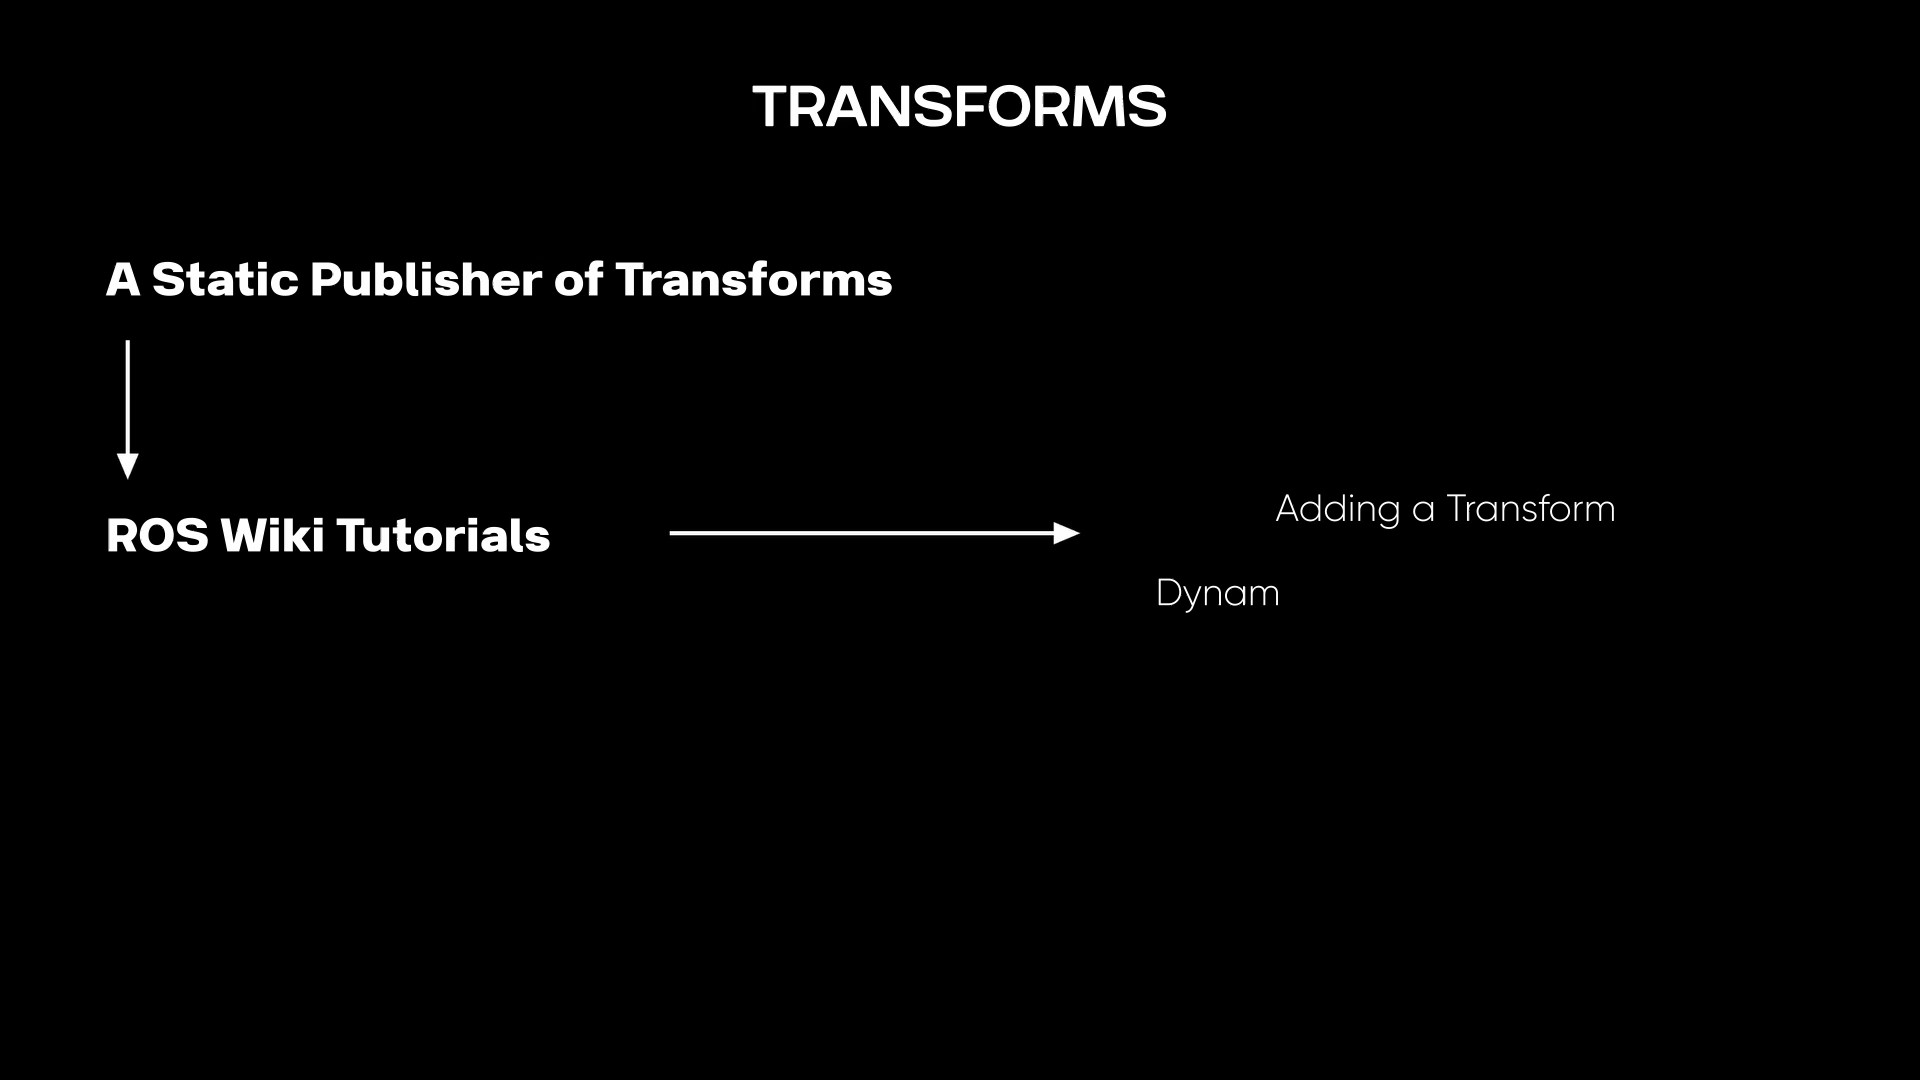 TRANSFORMS
A Static Publisher of Transforms
ROS Wiki Tutorials
Adding a Transform
Dynam